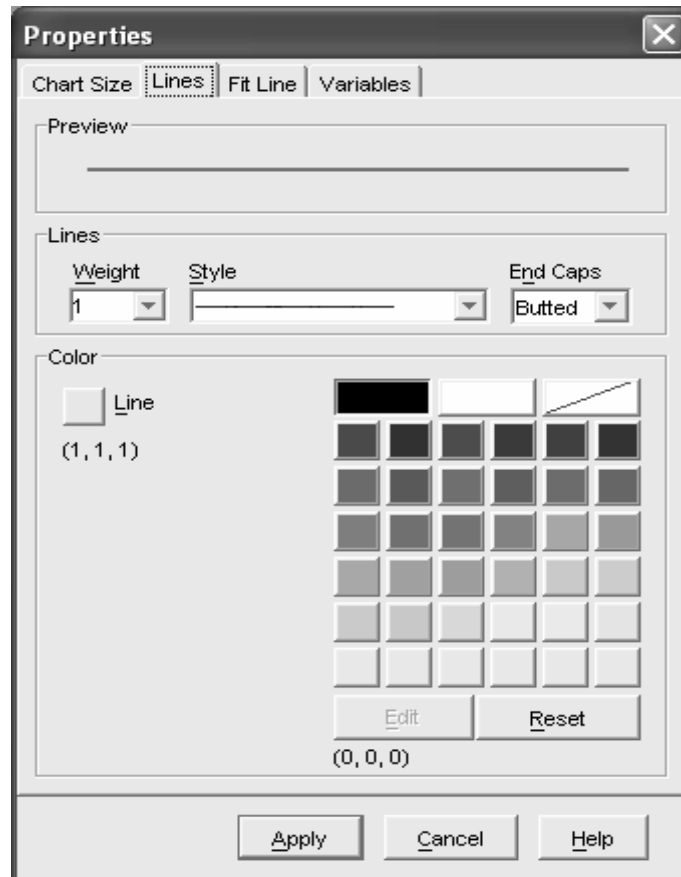 Properties
Chart Size Lines Fit Line Variables
Preview
Lines
Weight Style End Caps
1 Butted
Color
Line
(1, 1, 1)
Edit Reset
(0, 0, 0)
Apply Cancel Help